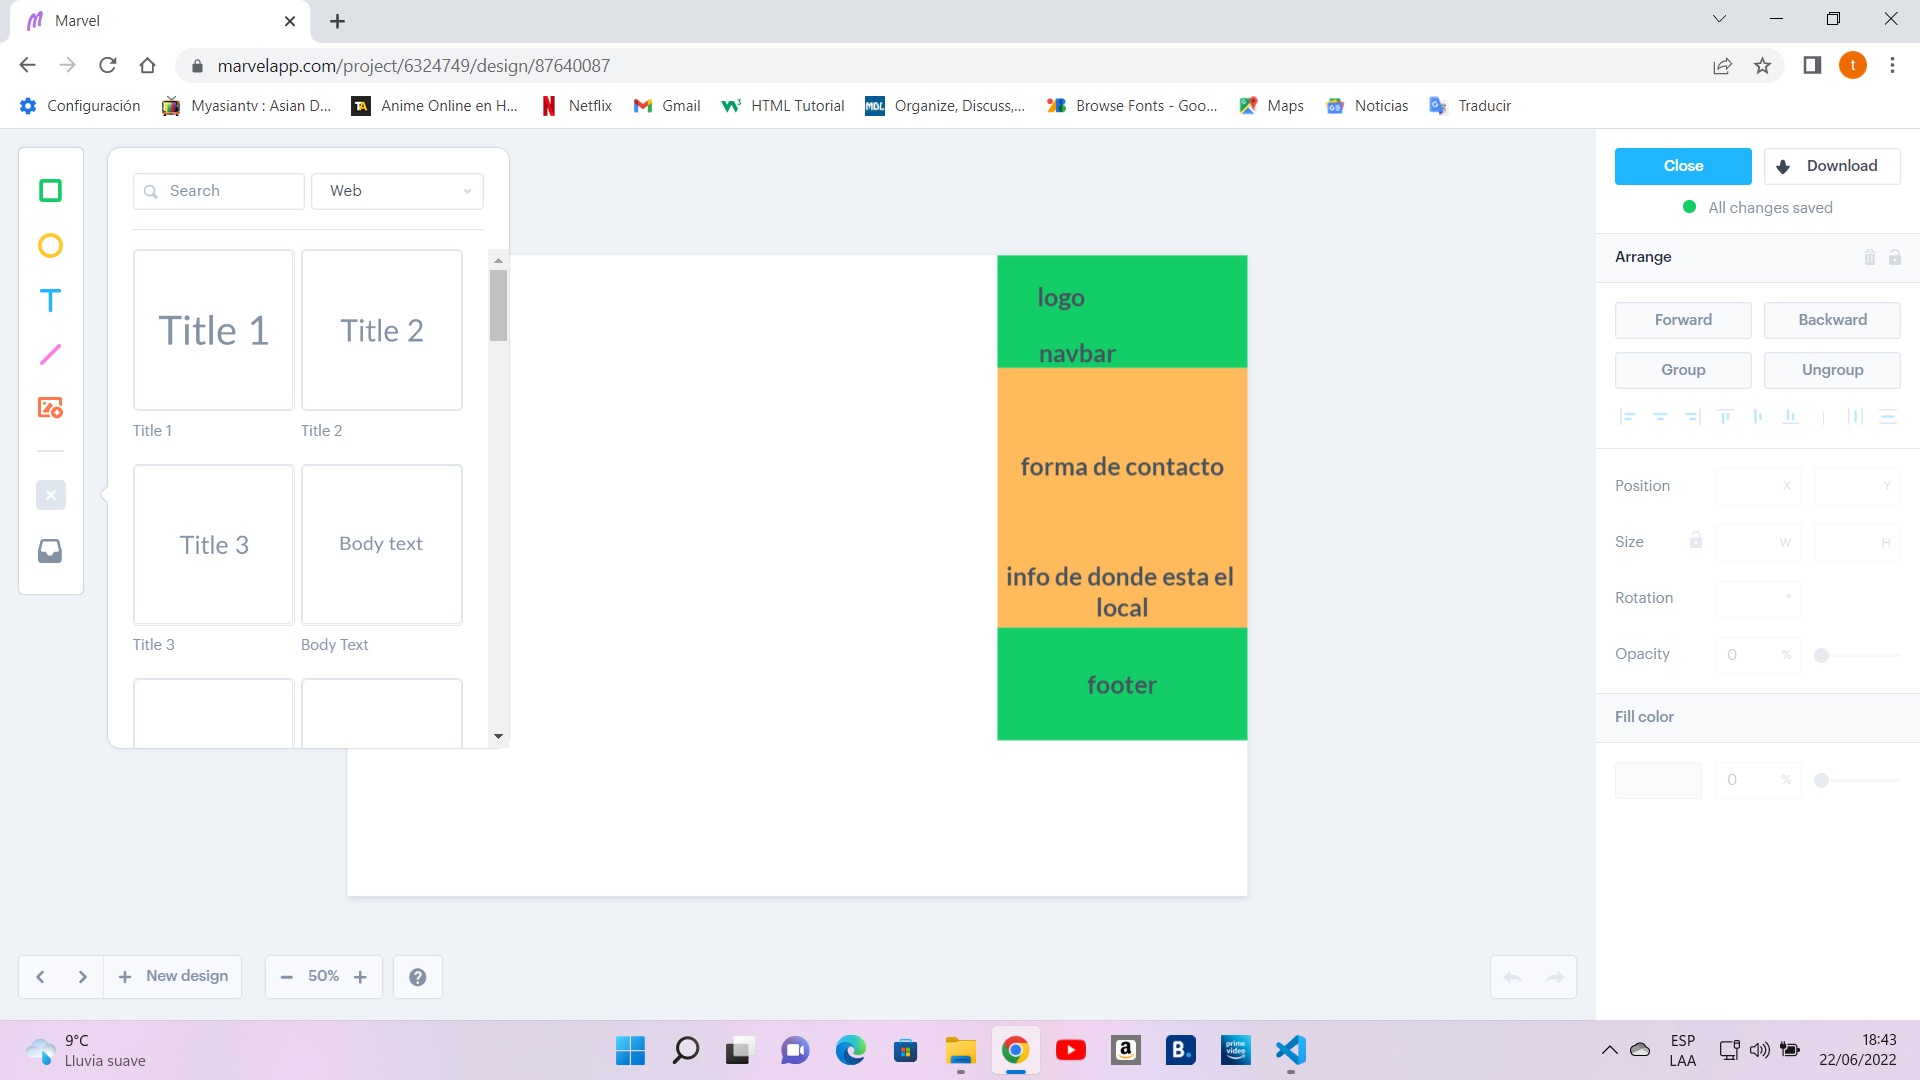 Marvel
marvelapp.com/project/6324749/design/87640087
t
Configuración
Myasiantv : Asian D...
TA
Anime Online en H...
Netflix
Gmail
HTML Tutorial
MDL
Organize, Discuss,...
Browse Fonts - Goo...
Maps
Noticias
Traducir
Search
Web
Title 1
Title 2
Title 1
Title 2
Title 3
Body text
Title 3
Body Text
logo
navbar
forma de contacto
info de donde esta el
local
footer
Close
Download
All changes saved
Arrange
Forward
Backward
Group
Ungroup
Position
X
Y
Size
W
H
Rotation
°
Opacity
0
%
Fill color
0
%
New design
50%
9°C
Lluvia suave
a
B.
prime
video
ESP
LAA
18:43
22/06/2022